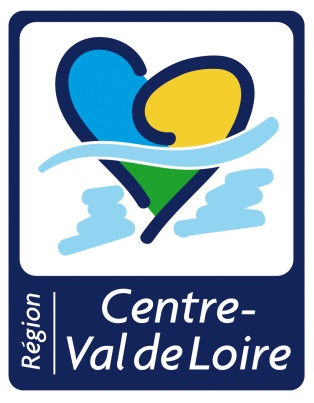 Région
Centre-
Val de Loire